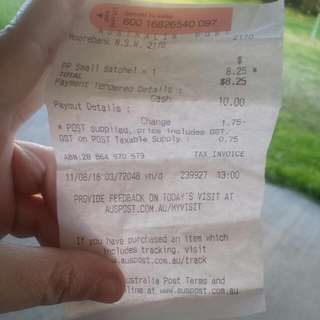 600 16826540 097
AUSTRALIA POST
Moorebank N.S.W. 2170 2170
$
PP Small Satchel * 1 8.25 *
TOTAL $8.25
Payment Tendered Details :
Cash 10.00
Payout Details :
Change 1.75-
* POST supplied, price includes GST.
GST on POST Taxable Supply : 0.75
ABN:28 864 970 579 TAX INVOICE
11/08/16 03/72048 239927 13:00
PROVIDE FEEDBACK ON TODAY'S VISIT AT
AUSPOST.COM.AU/MYVISIT
If you have purchased an item which
includes tracking, visit
auspost.com.au/track
Australia Post Terms and
online at www.auspost.com.au